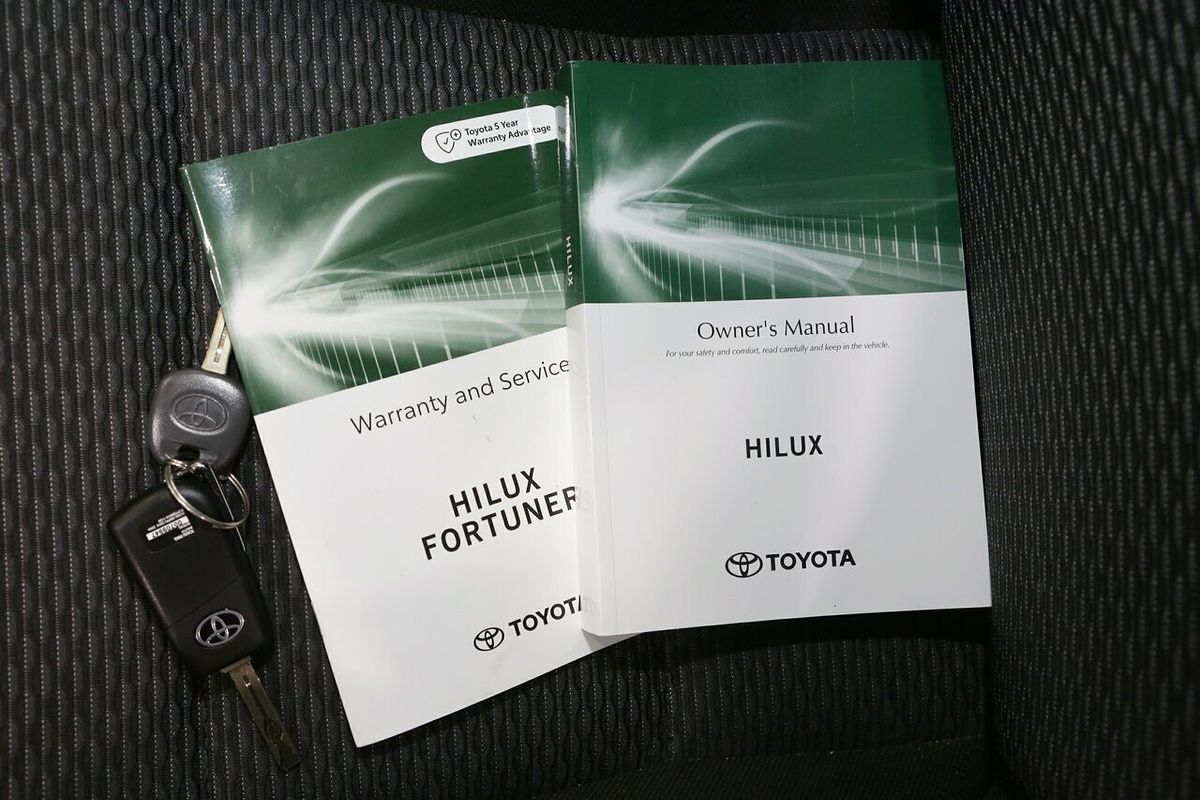 Toyota 5 Year
Warranty Advantage
Warranty and Service
HILUX
FORTUNER
TOYOTA
HILUX
Owner's Manual
For your safety and comfort, read carefully and keep in the vehicle.
HILUX
TOYOTA